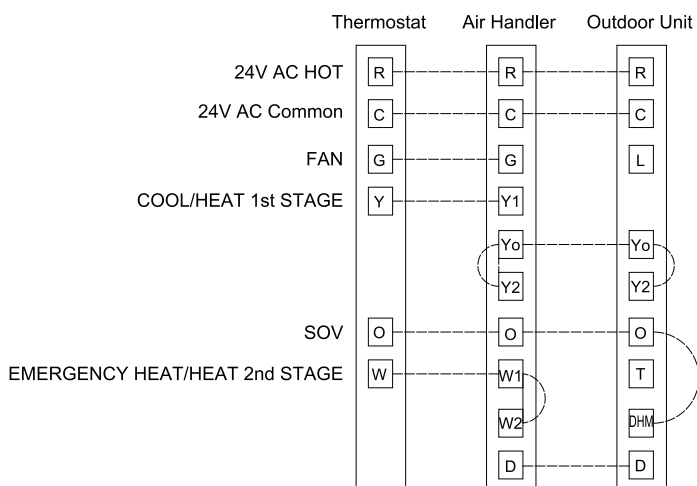 Thermostat Air Handler Outdoor Unit
24V AC HOT R R R
24V AC Common C C C
FAN G G L
COOL/HEAT 1st STAGE Y Y1
Yo Yo
Y2 Y2
SOV O O O
EMERGENCY HEAT/HEAT 2nd STAGE W W1 T
W2 DHM
D D